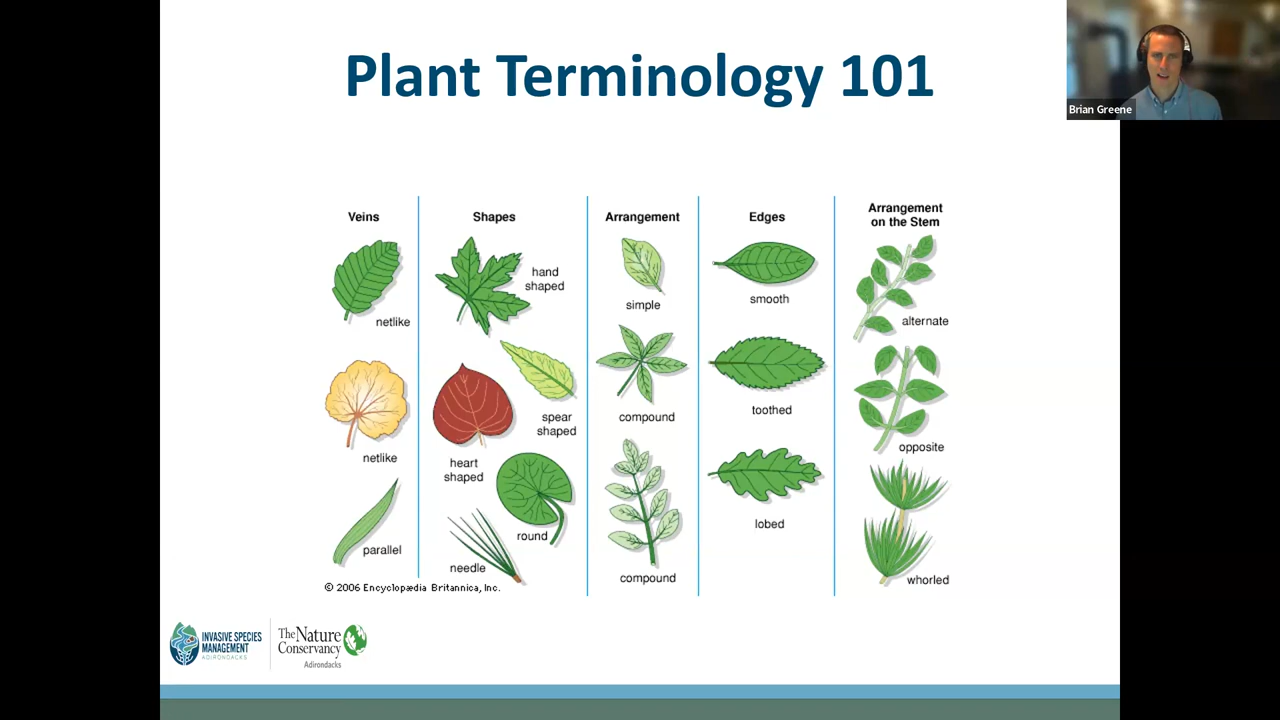 Plant Terminology 101
Brian Greene
Veins
netlike
netlike
parallel
Shapes
hand
shaped
spear
shaped
heart
shaped
round
needle
Arrangement
simple
compound
compound
Edges
smooth
toothed
lobed
Arrangement
on the Stem
alternate
opposite
whorled
© 2006 Encyclopædia Britannica, Inc.
INVASIVE SPECIES
MANAGEMENT
ADIRONDACKS
The Nature
Conservancy
Adirondacks